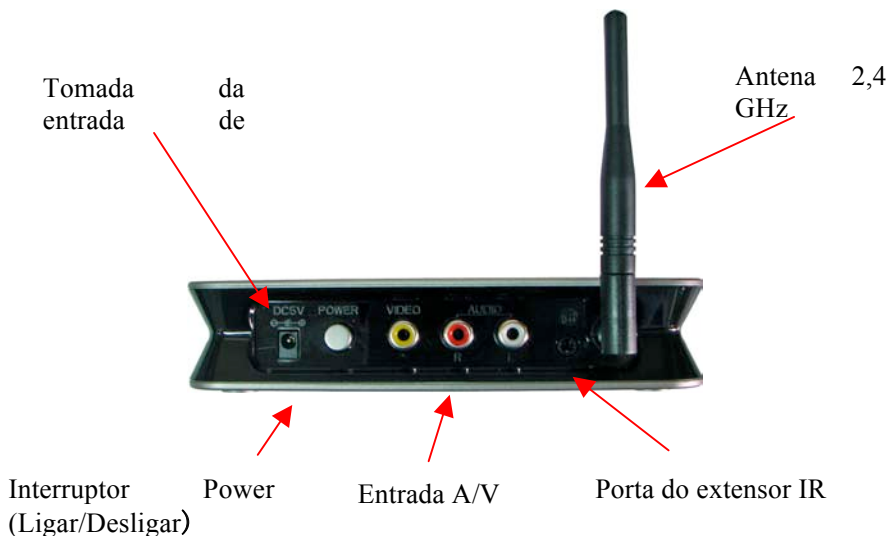 Tomada da
entrada de
Antena 2,4
GHz
DC5V POWER VIDEO AUDIO
R L
Interruptor Power
(Ligar/Desligar)
Entrada A/V
Porta do extensor IR